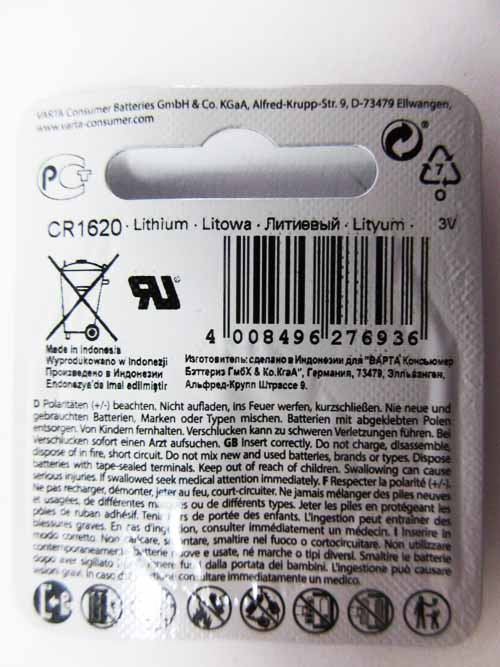 VARTA Consumer Batteries GmbH & Co. KGaA, Alfred-Krupp-Str. 9, D-73479 Ellwangen,
www.varta-consumer.com
7
O
CR1620 · Lithium · Litowa · Литиевый · Lityum · 3V
4 008496 276936
Made in Indonesia
Wyprodukowano w Indonezji
Произведено в Индонезии
Endonezya'da imal edilmiştir
Изготовитель: сделано в Индонезии для "ВАРТА Консьюмер
Бэттериз ГмбХ & Ko.KraA", Германия, 73479, Элльванген,
Альфред-Крупп Штрассе 9.
D Polaritäten (+/-) beachten. Nicht aufladen, ins Feuer werfen, kurzschließen. Nie neue und
gebrauchten Batterien, Marken oder Typen mischen. Batterien mit abgeklebten Polen
entsorgen. Von Kindern fernhalten. Verschlucken kann zu schweren Verletzungen führen. Bei
Verschlucken sofort einen Arzt aufsuchen. GB Insert correctly. Do not charge, disassemble,
dispose of in fire, short circuit. Do not mix new and used batteries, brands or types. Dispose
batteries with tape-sealed terminals. Keep out of reach of children. Swallowing can cause
serious injuries. If swallowed seek medical attention immediately. F Respecter la polarité (+/-).
Ne pas recharger, démonter, jeter au feu, court-circuiter. Ne jamais mélanger des piles neuves
et usagées, de différentes ou de différents types. Jeter les piles en protégeant les
pôles de ruban adhésif. Tenir hors de portée des enfants. L'ingestion peut entraîner des
blessures graves. En cas d'ingestion, consulter immédiatement un médecin. I Inserire in
modo corretto. Non caricare, smontare, smaltire nel fuoco o cortocircuitare. Non utilizzare
contemporaneamente batterie nuove e usate, né marche o tipi diversi. Smaltire le batterie
dopo aver sigillato fuori dalla portata dei bambini. L'ingestione può causare
lesioni gravi. In caso di consultare immediatamente un medico.